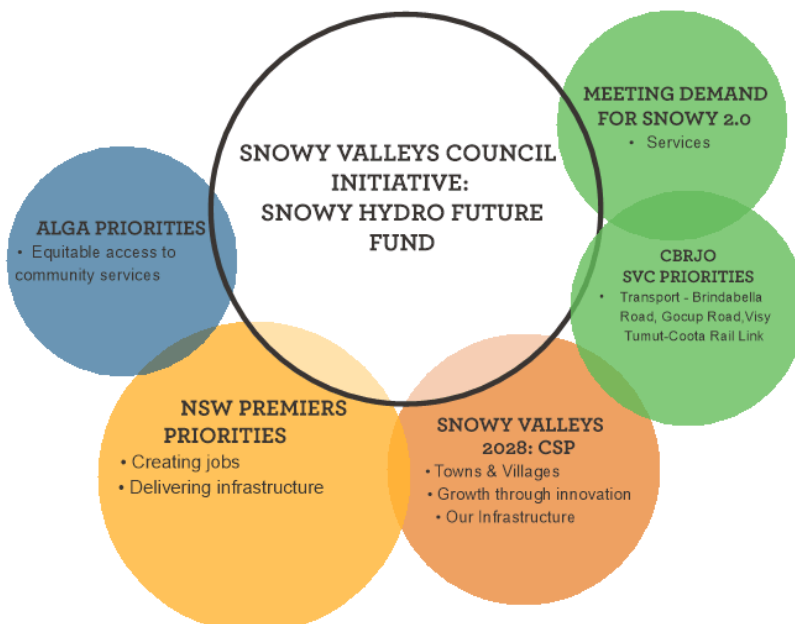 SNOWY VALLEYS COUNCIL
INITIATIVE:
SNOWY HYDRO FUTURE
FUND
MEETING DEMAND
FOR SNOWY 2.0
• Services
ALGA PRIORITIES
• Equitable access to
community services
CBRJO
SVC PRIORITIES
• Transport - Brindabella
Road, Gocup Road,Visy
Tumut-Coota Rail Link
NSW PREMIERS
PRIORITIES
• Creating jobs
• Delivering infrastructure
SNOWY VALLEYS
2028: CSP
• Towns & Villages
• Growth through innovation
• Our Infrastructure